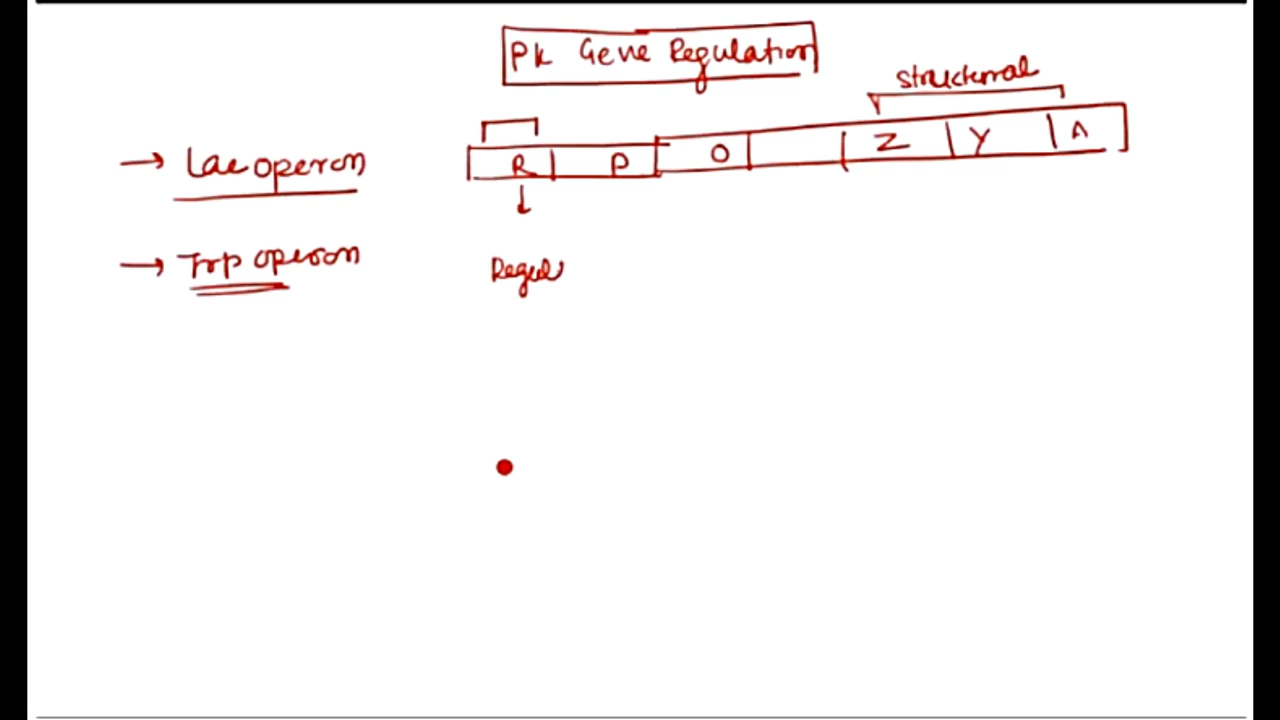 PK Gene Regulation
structural
→ Lac operon
R P O Z Y A
→ Trp operon
Regul